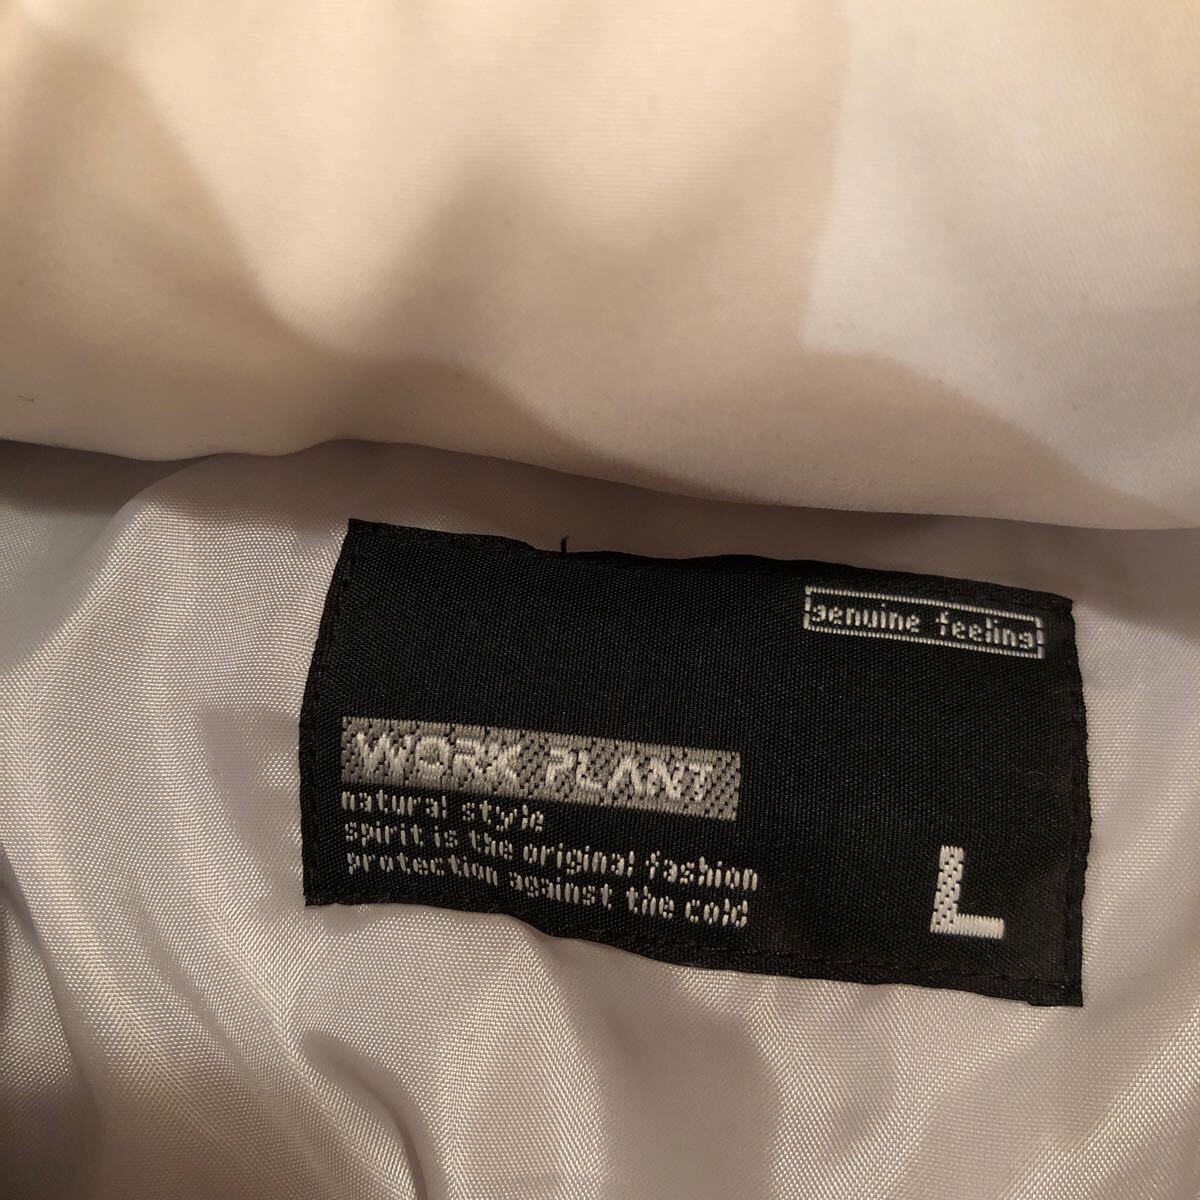 genuine feeling
WORK PLANT
natural style
spirit is the original fashion
protection against the cold
L